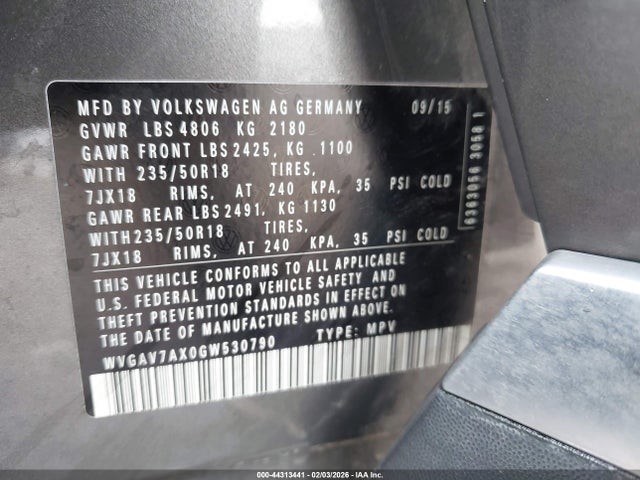 MFD BY VOLKSWAGEN AG GERMANY 09/15
GVWR LBS 4806 KG 2180
GAWR FRONT LBS 2425, KG .1100
WITH 235/50R18 TIRES,
7JX18 RIMS, AT 240 KPA, 35 PSI COLD
GAWR REAR LBS 2491, KG 1130
WITH 235/50R18 TIRES,
7JX18 RIMS, AT 240 KPA, 35 PSI COLD
THIS VEHICLE CONFORMS TO ALL APPLICABLE
U.S. FEDERAL MOTOR VEHICLE SAFETY AND
THEFT PREVENTION STANDARDS IN EFFECT ON
THE DATE OF MANUFACTURE SHOWN ABOVE.
WVGAV7AX0GW530790 TYPE: MPV
6363056 3058 1
000-44313441 - 02/03/2026 - IAA Inc.